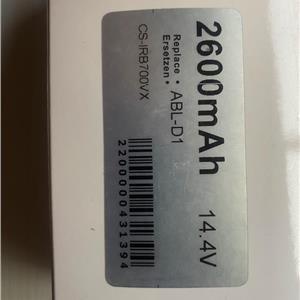 2600mAh 14.4V
Replace • ABL-D1
Ersetzen •
CS-IRB700VX
2200000431394